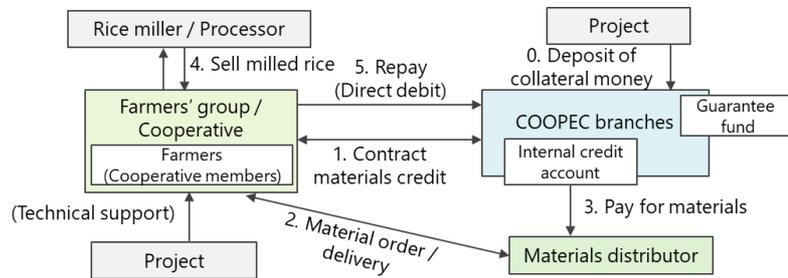 Rice miller / Processor
Project
4. Sell milled rice
0. Deposit of
collateral money
5. Repay
(Direct debit)
Farmers’ group /
Cooperative
Farmers
(Cooperative members)
COOPEC branches
Guarantee
fund
Internal credit
account
1. Contract
materials credit
(Technical support)
2. Material order /
delivery
3. Pay for materials
Project
Materials distributor